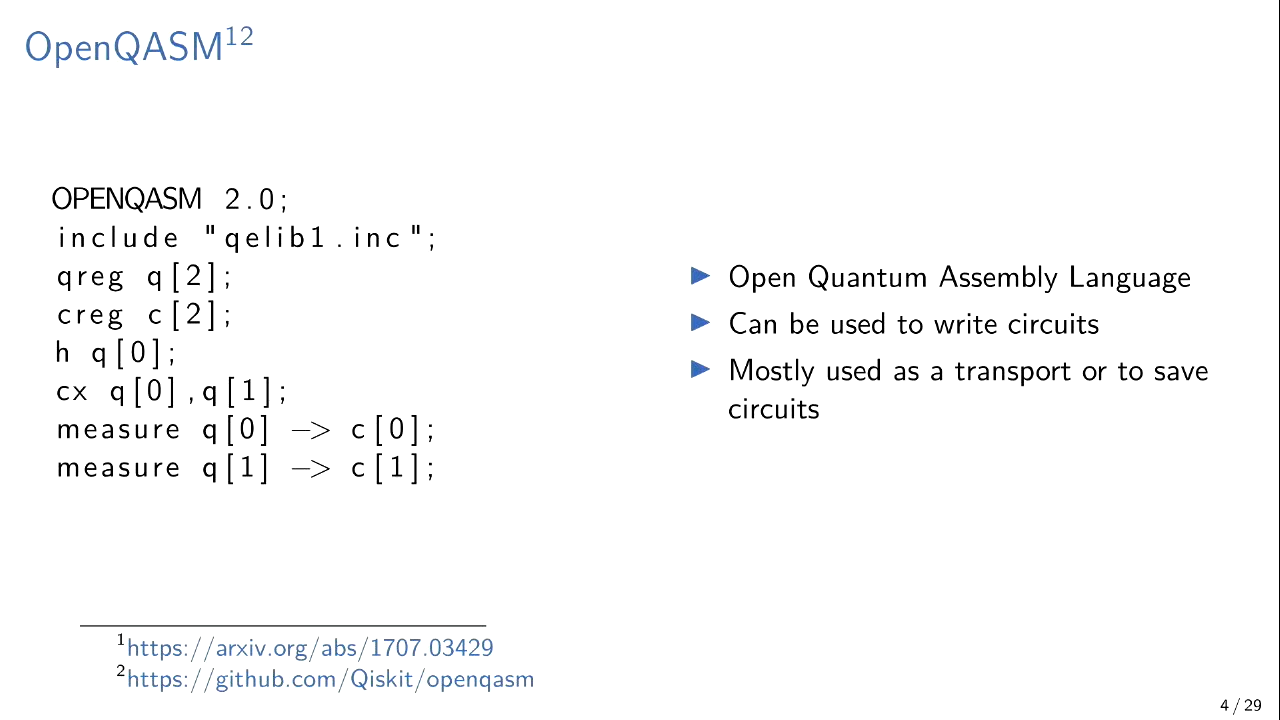 OpenQASM12
OPENQASM 2.0;
include "qelib1.inc";
qreg q[2];
creg c[2];
h q[0];
cx q[0],q[1];
measure q[0] -> c[0];
measure q[1] -> c[1];
Open Quantum Assembly Language
Can be used to write circuits
Mostly used as a transport or to save
circuits
1https://arxiv.org/abs/1707.03429
2https://github.com/Qiskit/openqasm
4 / 29